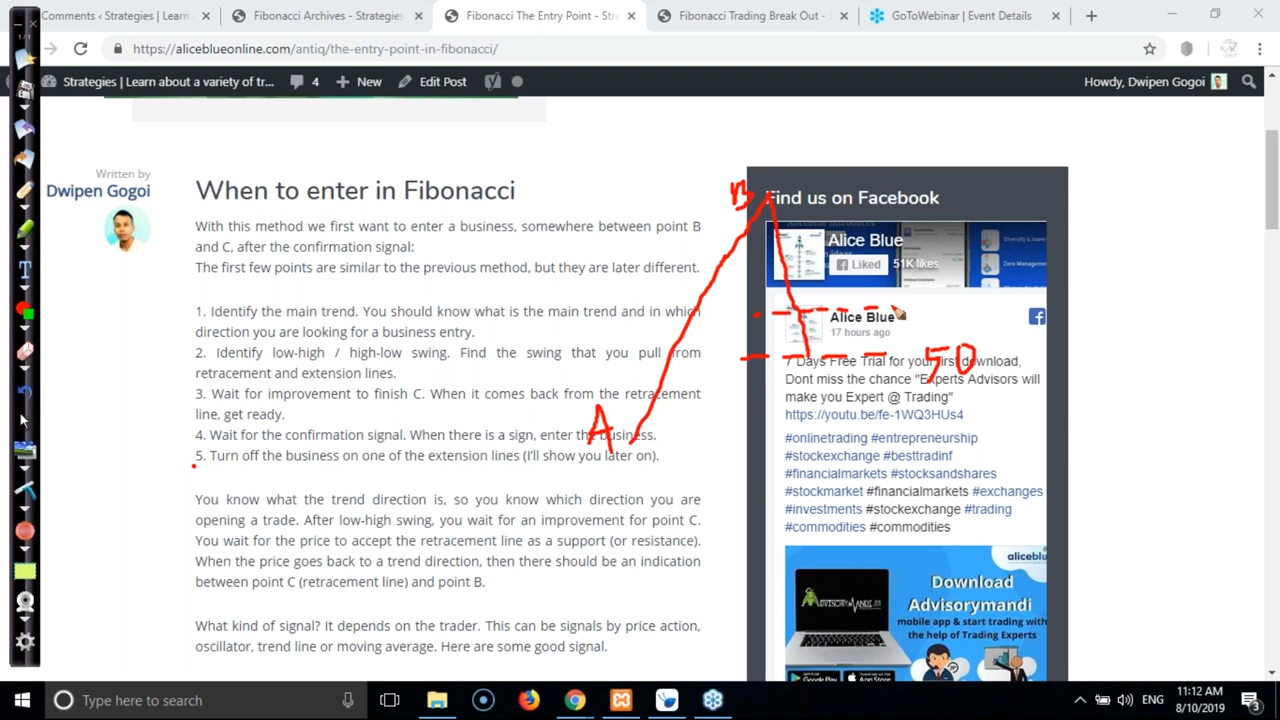 Comments ‹ Strategies | Learn
Fibonacci Archives - Strategies
Fibonacci The Entry Point - Str
Fibonacci Trading Break Out -
GoToWebinar | Event Details
https://aliceblueonline.com/antiq/the-entry-point-in-fibonacci/
1/1
Strategies | Learn about a variety of tr...
4
New
Edit Post
Howdy, Dwipen Gogoi
Written by
Dwipen Gogoi
When to enter in Fibonacci
With this method we first want to enter a business, somewhere between point B
and C, after the confirmation signal:
The first few points are similar to the previous method, but they are later different.
1. Identify the main trend. You should know what is the main trend and in which
direction you are looking for a business entry.
2. Identify low-high / high-low swing. Find the swing that you pull from
retracement and extension lines.
3. Wait for improvement to finish C. When it comes back from the retracement
line, get ready.
4. Wait for the confirmation signal. When there is a sign, enter the business.
5. Turn off the business on one of the extension lines (I'll show you later on).
You know what the trend direction is, so you know which direction you are
opening a trade. After low-high swing, you wait for an improvement for point C.
You wait for the price to accept the retracement line as a support (or resistance).
When the price goes back to a trend direction, then there should be an indication
between point C (retracement line) and point B.
What kind of signal? It depends on the trader. This can be signals by price action,
oscillator, trend line or moving average. Here are some good signal.
A
B
50
Find us on Facebook
Alice Blue
Liked
51K likes
Alice Blue
17 hours ago
7 Days Free Trial for your first download,
Dont miss the chance "Experts Advisors will
make you Expert @ Trading"
https://youtu.be/fe-1WQ3HUs4
#onlinetrading #entrepreneurship
#stockexchange #besttradinf
#financialmarkets #stocksandshares
#stockmarket #financialmarkets #exchanges
#investments #stockexchange #trading
#commodities #commodities
aliceblue
Download
Advisorymandi
mobile app & start trading with
the help of Trading Experts
ADVISORYMANDI
Google Play
App Store
Type here to search
ENG
11:12 AM
8/10/2019
3